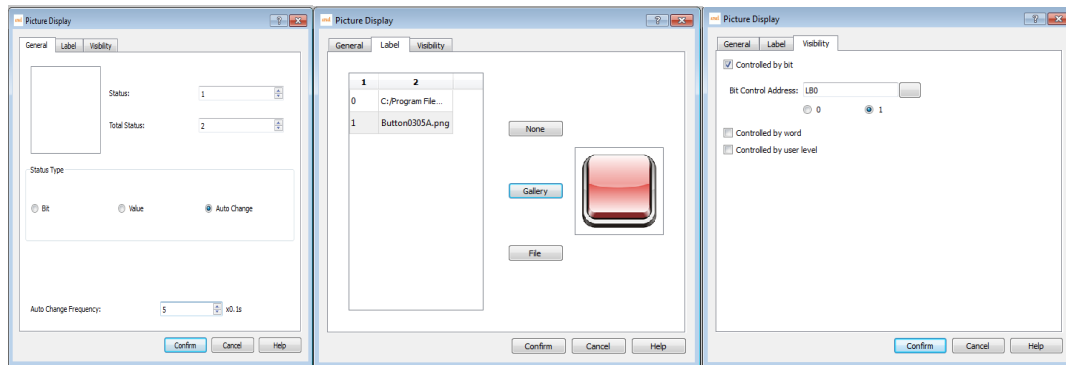 Picture Display
General Label Visiblity
Status: 1
Total Status: 2
Status Type
Bit Value Auto Change
Auto Change Frequency: 5 x0.1s
Confirm Cancel Help
Picture Display
General Label Visibility
1 2
0 C:/Program File...
1 Button0305A.png
None
Gallery
File
Confirm Cancel Help
Picture Display
General Label Visibility
Controlled by bit
Bit Control Address: LB0
0 1
Controlled by word
Controlled by user level
Confirm Cancel Help